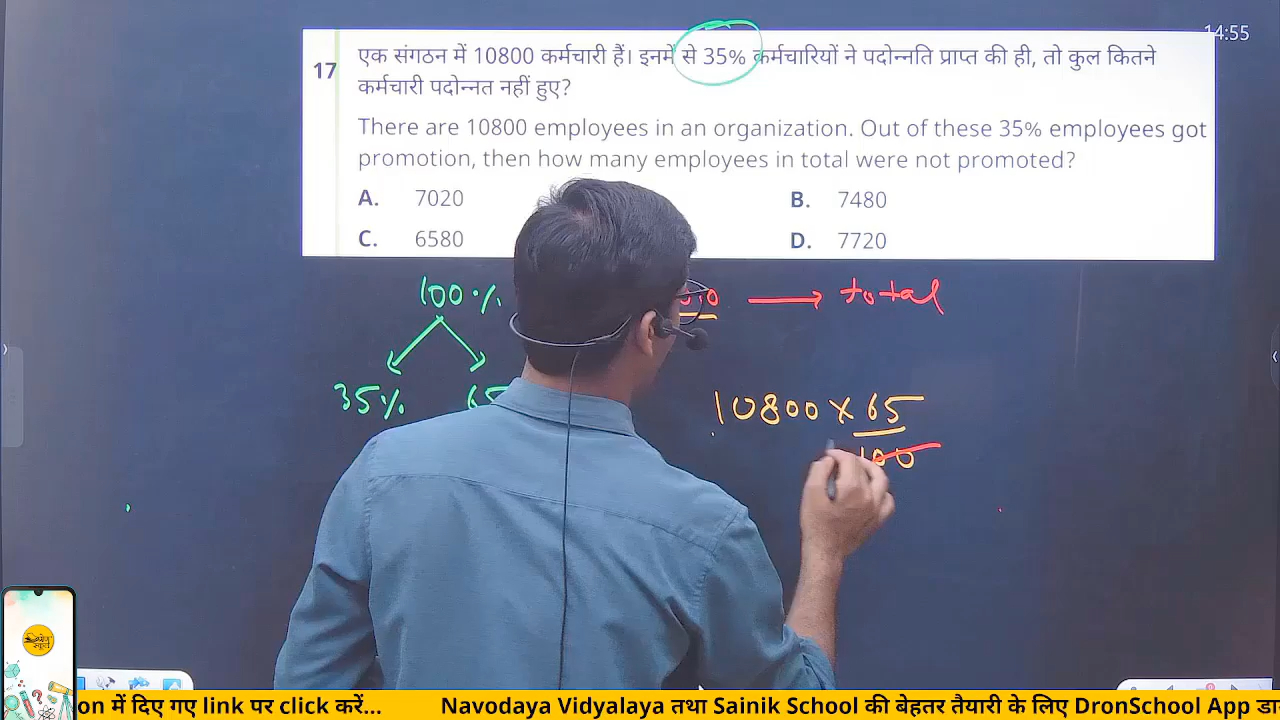 14:55
17
एक संगठन में 10800 कर्मचारी हैं। इनमें से 35% कर्मचारियों ने पदोन्नति प्राप्त की ही, तो कुल कितने
कर्मचारी पदोन्नत नहीं हुए?
There are 10800 employees in an organization. Out of these 35% employees got
promotion, then how many employees in total were not promoted?
A. 7020
B. 7480
C. 6580
D. 7720
100%
→ total
35%
10800 × 65
100
on में दिए गए link पर click करें... Navodaya Vidyalaya तथा Sainik School की बेहतर तैयारी के लिए DronSchool App